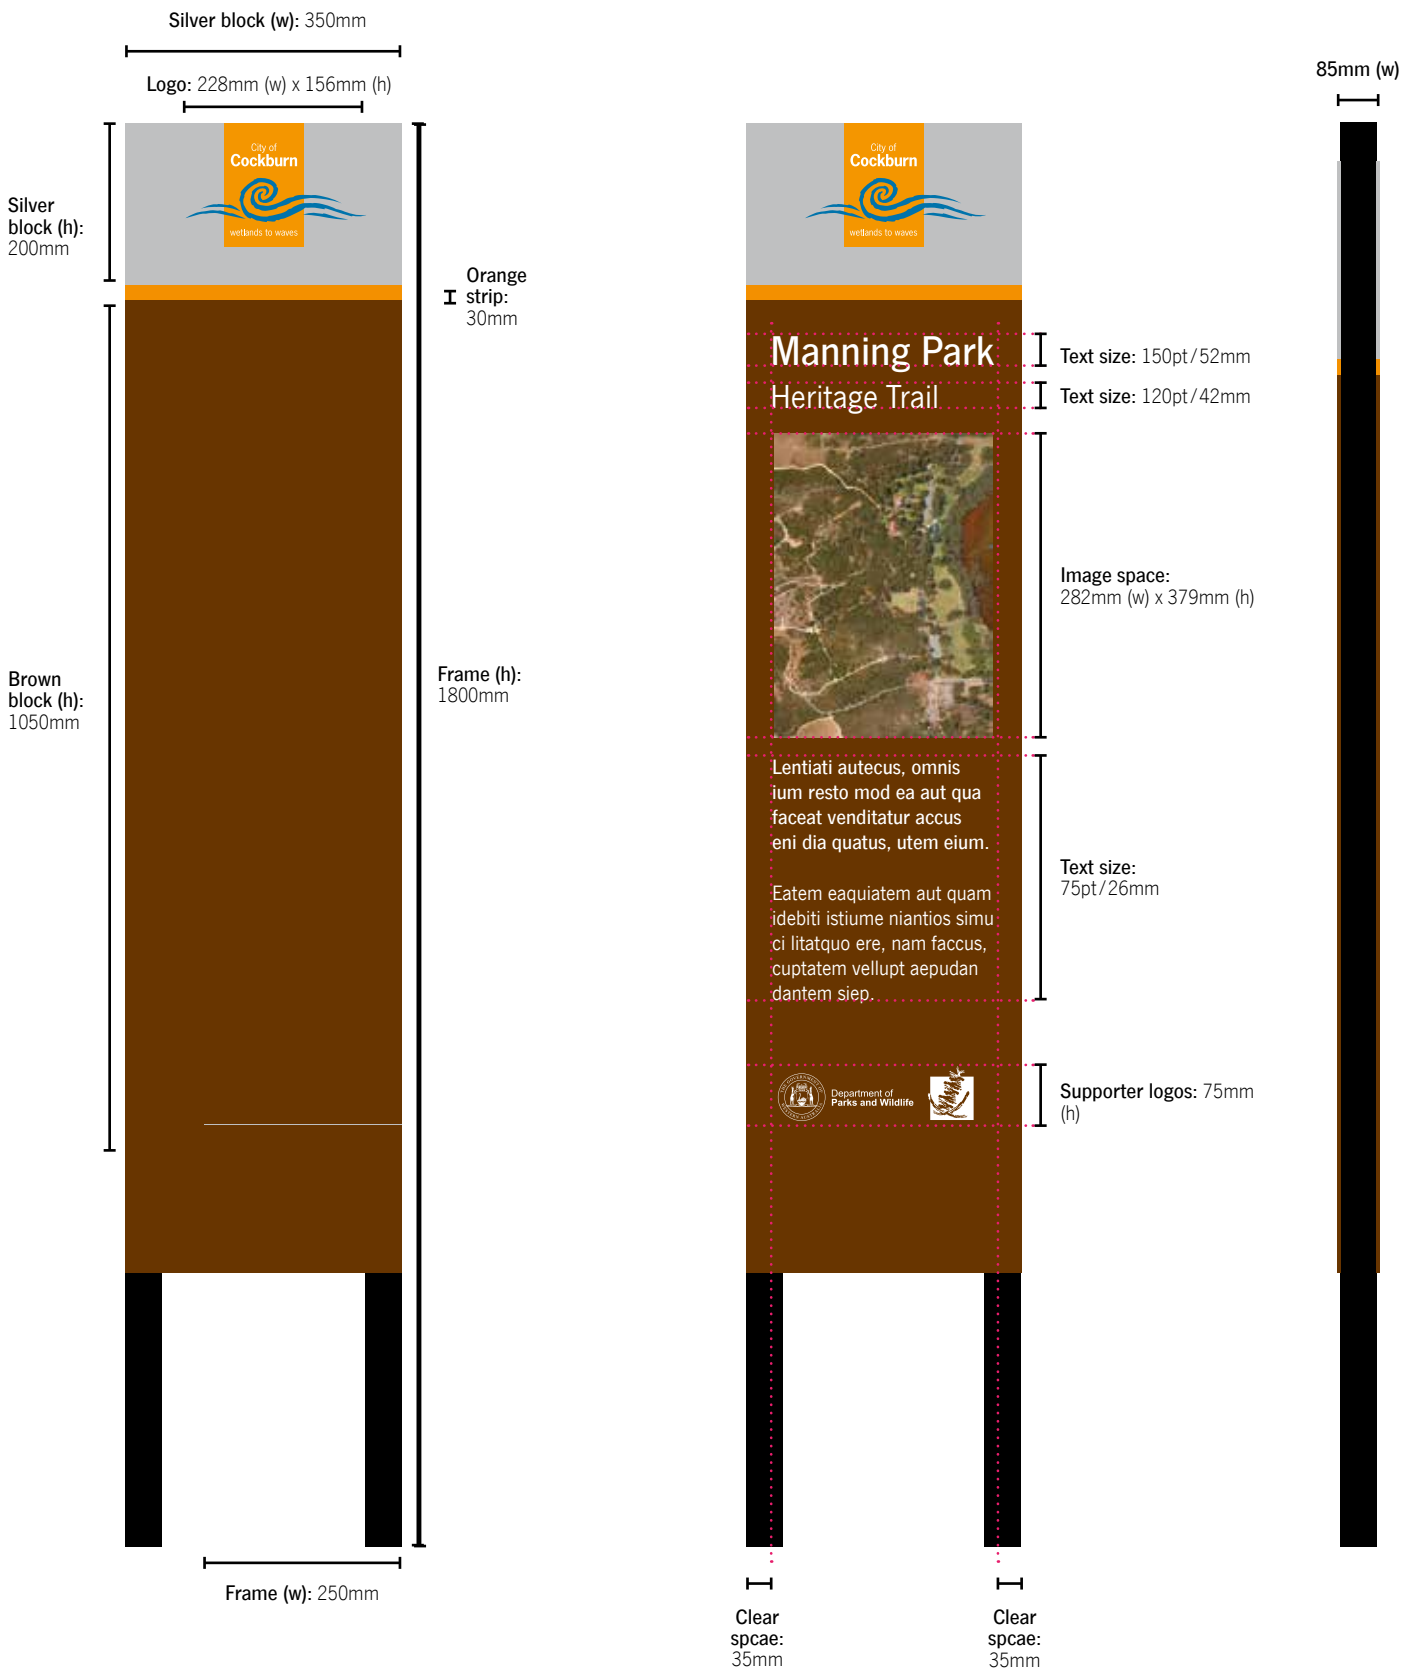 Silver block (w): 350mm
Logo: 228mm (w) x 156mm (h)
Silver
block (h):
200mm
City of
Cockburn
wetlands to waves
Orange
strip:
30mm
Brown
block (h):
1050mm
Frame (h):
1800mm
Frame (w): 250mm
City of
Cockburn
wetlands to waves
Manning Park
Heritage Trail
Text size: 150pt/52mm
Text size: 120pt/42mm
Image space:
282mm (w) x 379mm (h)
Lentiati autecus, omnis
ium resto mod ea aut qua
faceat venditatur accus
eni dia quatus, utem eium.
Eatem eaquiatem aut quam
idebiti istiume niantios simu
ci litatquo ere, nam faccus,
cuptatem vellupt aepudan
dantem siep.
Text size:
75pt/26mm
THE GOVERNMENT OF
WESTERN AUSTRALIA
Department of
Parks and Wildlife
Supporter logos: 75mm
(h)
Clear
spcae:
35mm
Clear
spcae:
35mm
85mm (w)